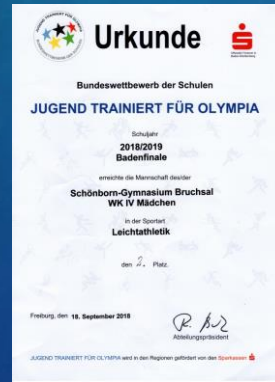 Urkunde
Bundeswettbewerb der Schulen
JUGEND TRAINIERT FÜR OLYMPIA
Schuljahr
2018/2019
Badenfinale
erreichte die Mannschaft des/der
Schönborn-Gymnasium Bruchsal
WK IV Mädchen
in der Sportart
Leichtathletik
den 2. Platz.
Freiburg, den 18. September 2018
Abteilungspräsident
JUGEND TRAINIERT FÜR OLYMPIA wird in den Regionen gefördert von den Sparkassen